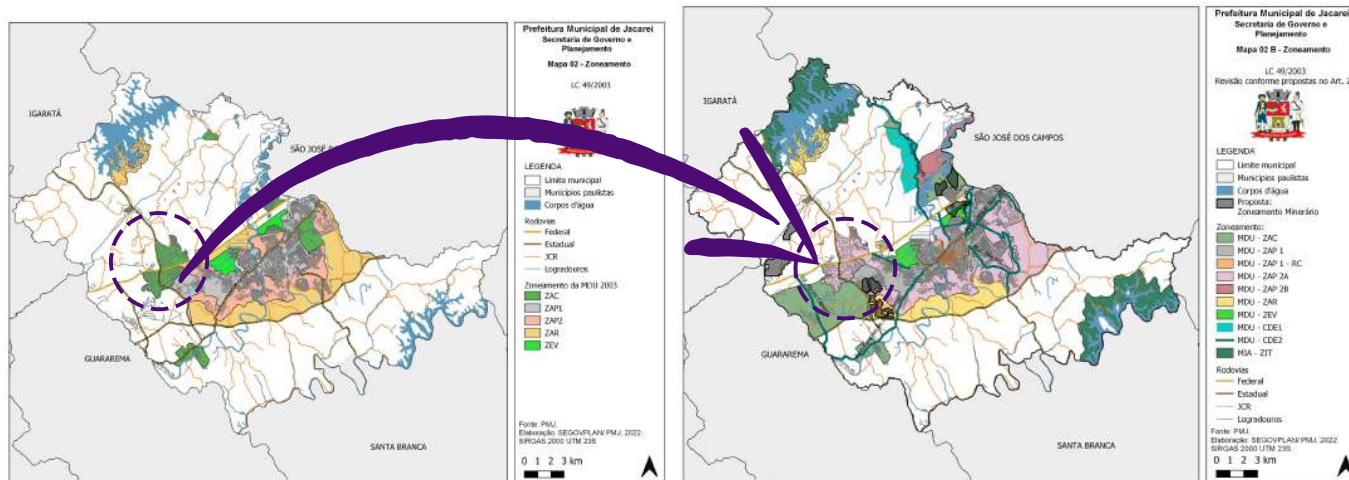 Prefeitura Municipal de Jacareí
Secretaria de Governo e
Planejamento
Mapa 02 - Zoneamento
LC 49/2003
IGARATÁ
SÃO JOSÉ DO
GUARAREMA
SANTA BRANCA
LEGENDA
Limite municipal
Municípios paulistas
Corpos d'água
Rodovias
Federal
Estadual
JCR
Logradouros
Zoneamento da MDU 2003
ZAC
ZAP1
ZAP2
ZAR
ZEV
Fonte: PMJ.
Elaboração: SEGOVPLAN/ PMJ, 2022.
SIRGAS 2000 UTM 23S
0 1 2 3 km
Prefeitura Municipal de Jacareí
Secretaria de Governo e
Planejamento
Mapa 02 B - Zoneamento
LC 49/2003
Revisão conforme propostas no Art. 2
IGARATÁ
SÃO JOSÉ DOS CAMPOS
GUARAREMA
SANTA BRANCA
LEGENDA
Limite municipal
Municípios paulistas
Corpos d'água
Proposta:
Zoneamento Minerário
Zoneamento:
MDU - ZAC
MDU - ZAP 1
MDU - ZAP 1 - RC
MDU - ZAP 2A
MDU - ZAP 2B
MDU - ZAR
MDU - ZEV
MDU - CDE1
MDU - CDE2
MIA - ZIT
Rodovias
Federal
Estadual
JCR
Logradouros
Fonte: PMJ.
Elaboração: SEGOVPLAN/ PMJ, 2022.
SIRGAS 2000 UTM 23S.
0 1 2 3 km